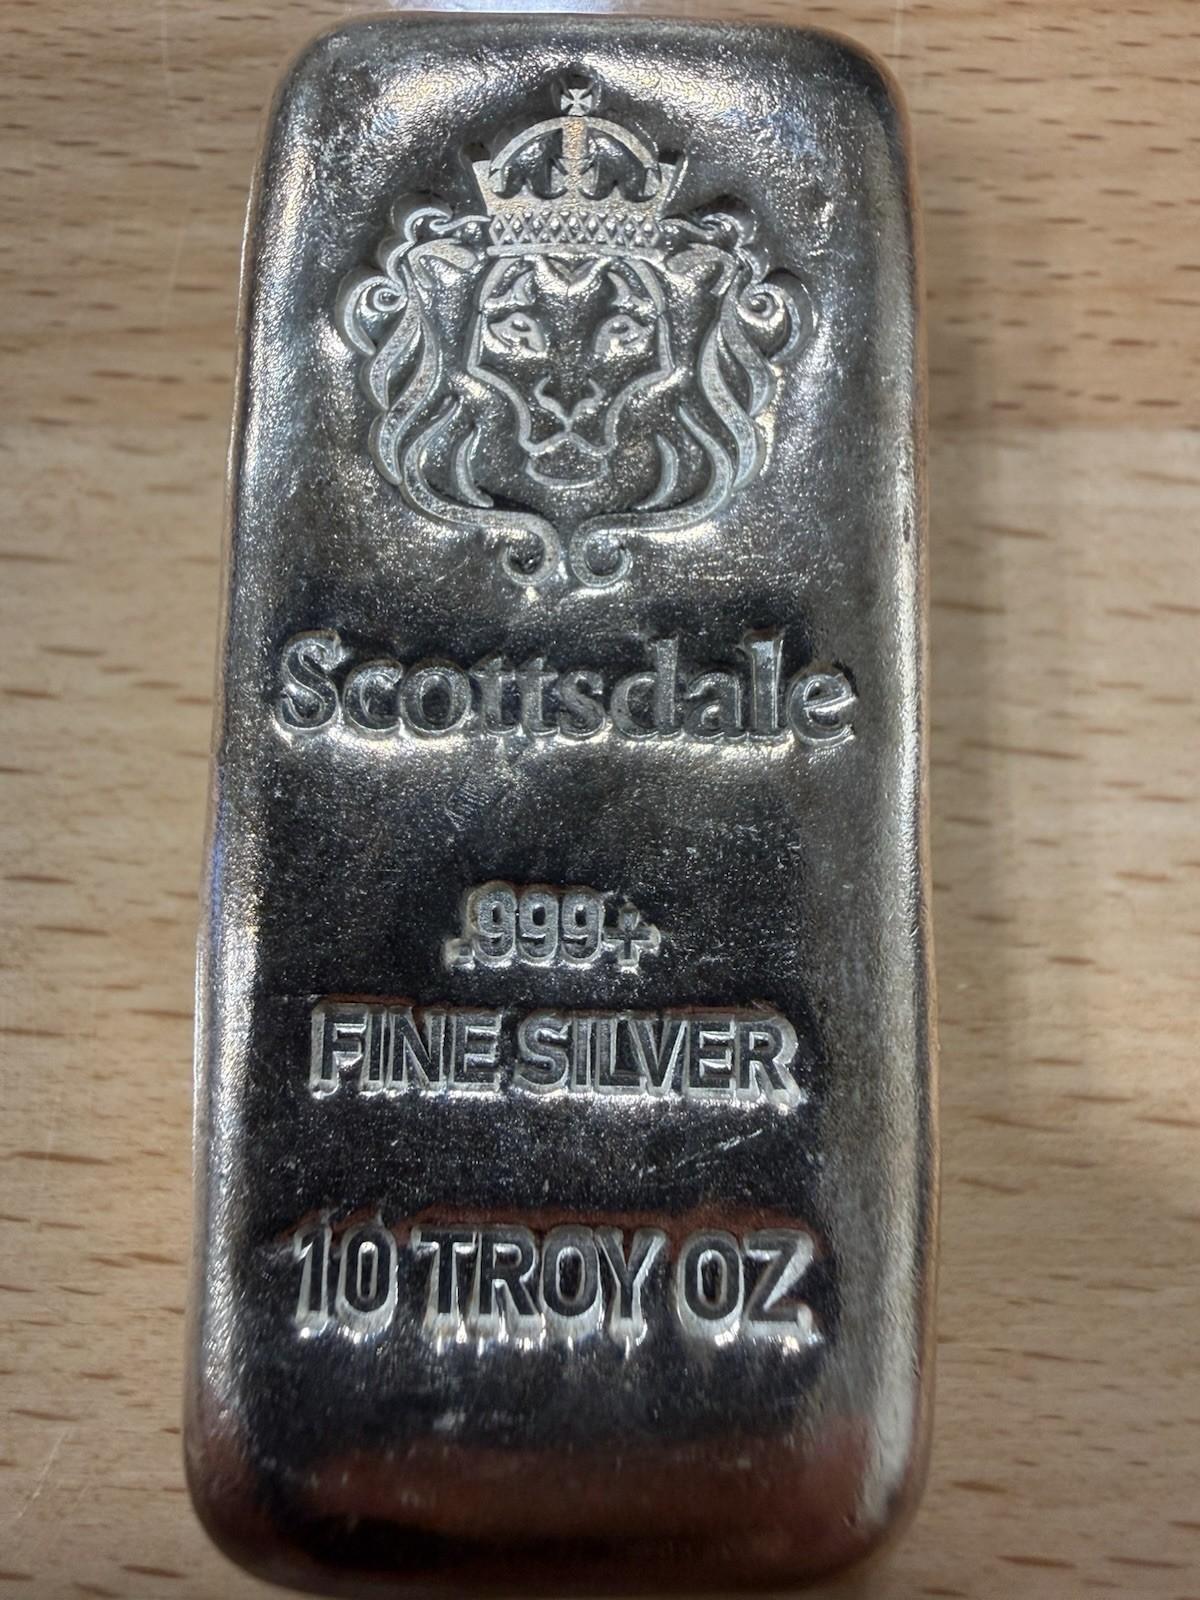 Scottsdale
.999+
FINE SILVER
10 TROY OZ